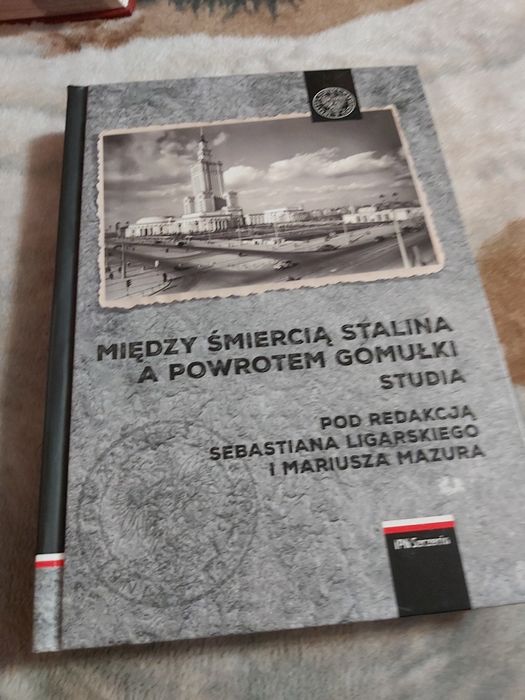 MIĘDZY ŚMIERCIĄ STALINA
A POWROTEM GOMUŁKI
STUDIA
POD REDAKCJĄ
SEBASTIANA LIGARSKIEGO
I MARIUSZA MAZURA
IPN Szczecin